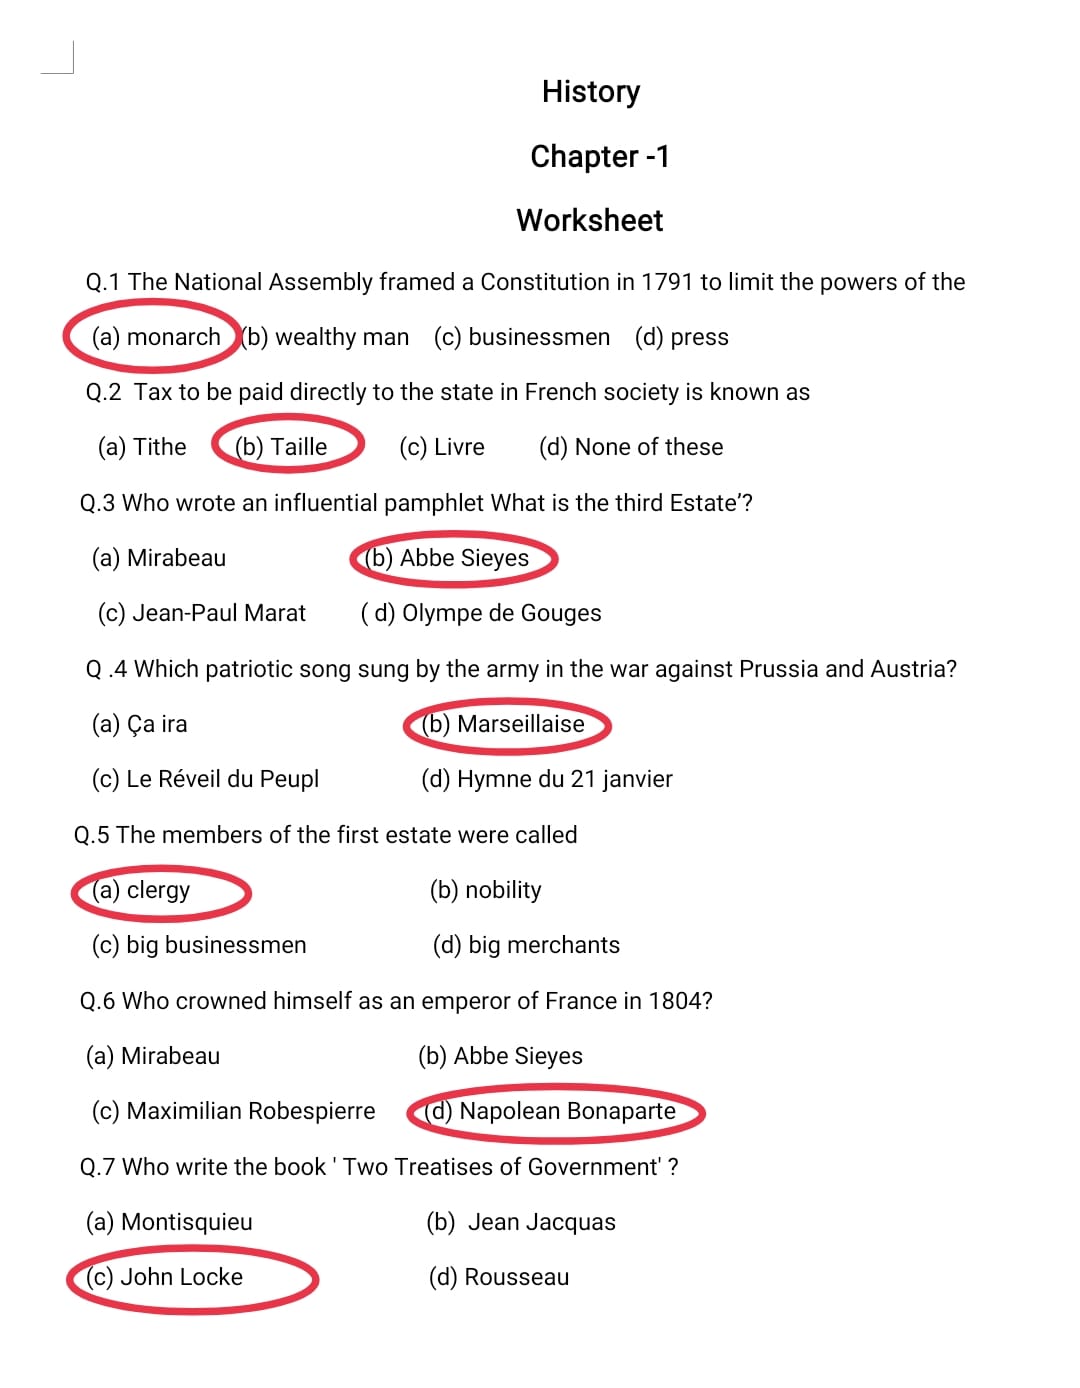 History
Chapter -1
Worksheet
Q.1 The National Assembly framed a Constitution in 1791 to limit the powers of the
(a) monarch (b) wealthy man (c) businessmen (d) press
Q.2 Tax to be paid directly to the state in French society is known as
(a) Tithe (b) Taille (c) Livre (d) None of these
Q.3 Who wrote an influential pamphlet What is the third Estate’?
(a) Mirabeau (b) Abbe Sieyes
(c) Jean-Paul Marat ( d) Olympe de Gouges
Q .4 Which patriotic song sung by the army in the war against Prussia and Austria?
(a) Ça ira (b) Marseillaise
(c) Le Réveil du Peupl (d) Hymne du 21 janvier
Q.5 The members of the first estate were called
(a) clergy (b) nobility
(c) big businessmen (d) big merchants
Q.6 Who crowned himself as an emperor of France in 1804?
(a) Mirabeau (b) Abbe Sieyes
(c) Maximilian Robespierre (d) Napolean Bonaparte
Q.7 Who write the book ' Two Treatises of Government' ?
(a) Montisquieu (b) Jean Jacquas
(c) John Locke (d) Rousseau